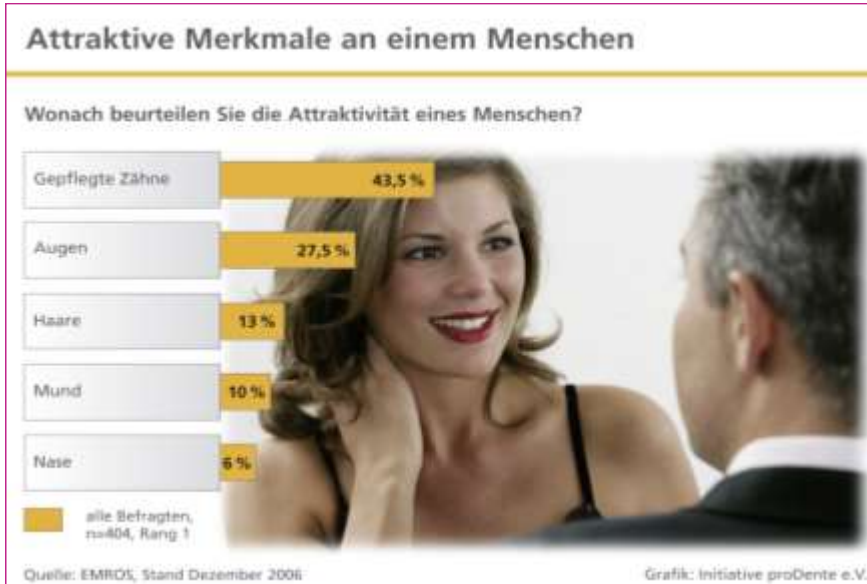 Attraktive Merkmale an einem Menschen
Wonach beurteilen Sie die Attraktivität eines Menschen?
Gepflegte Zähne 43,5 %
Augen 27,5 %
Haare 13 %
Mund 10 %
Nase 6 %
alle Befragten,
n=404, Rang 1
Quelle: EMROS, Stand Dezember 2006 Grafik: Initiative proDente e.V.